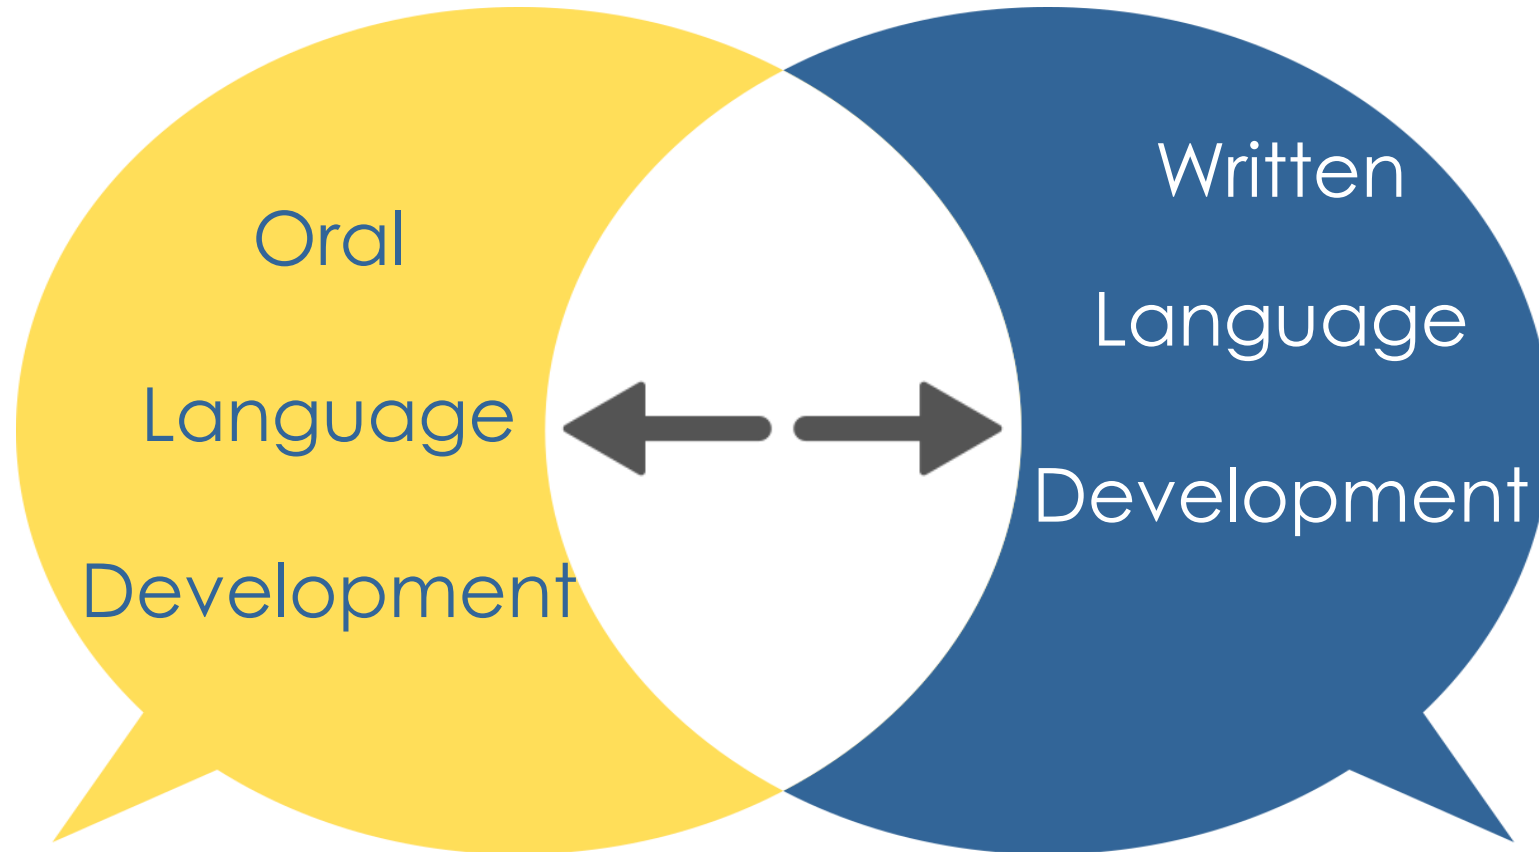 Oral
Language
Development
Written
Language
Development